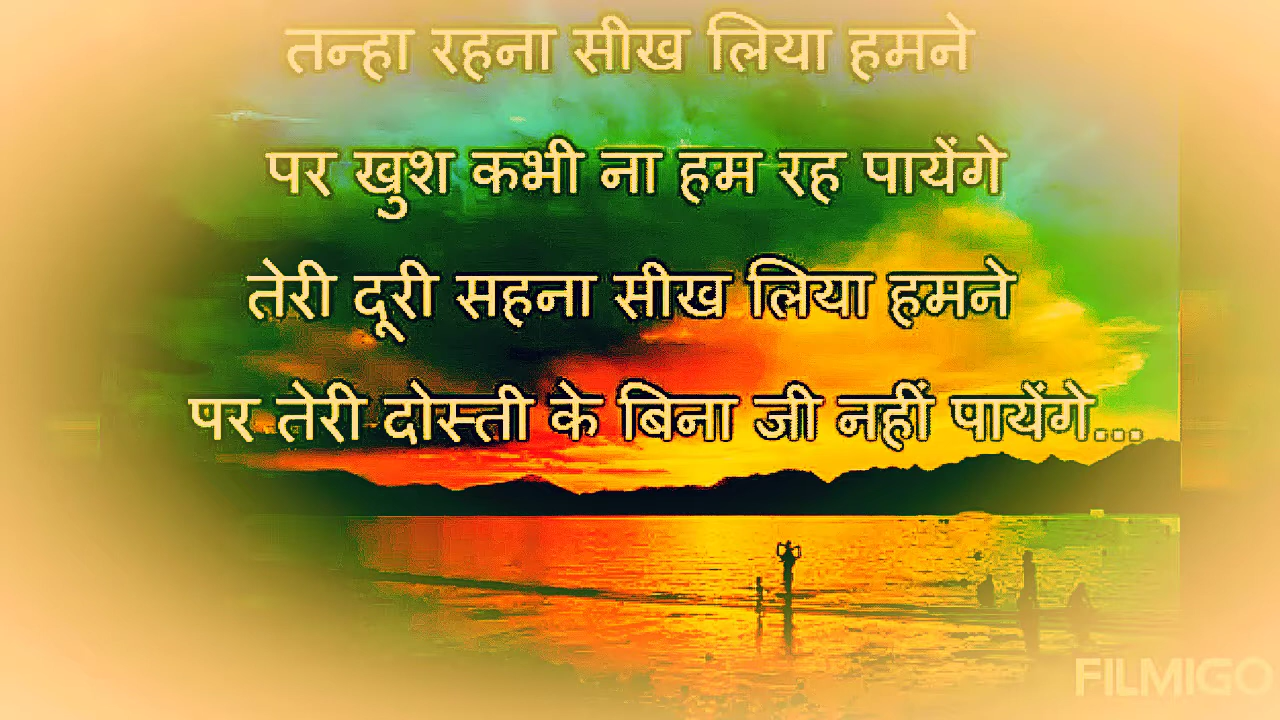 तन्हा रहना सीख लिया हमने
पर खुश कभी ना हम रह पायेंगे
तेरी दूरी सहना सीख लिया हमने
पर तेरी दोस्ती के बिना जी नहीं पायेंगे...
FILMIGO